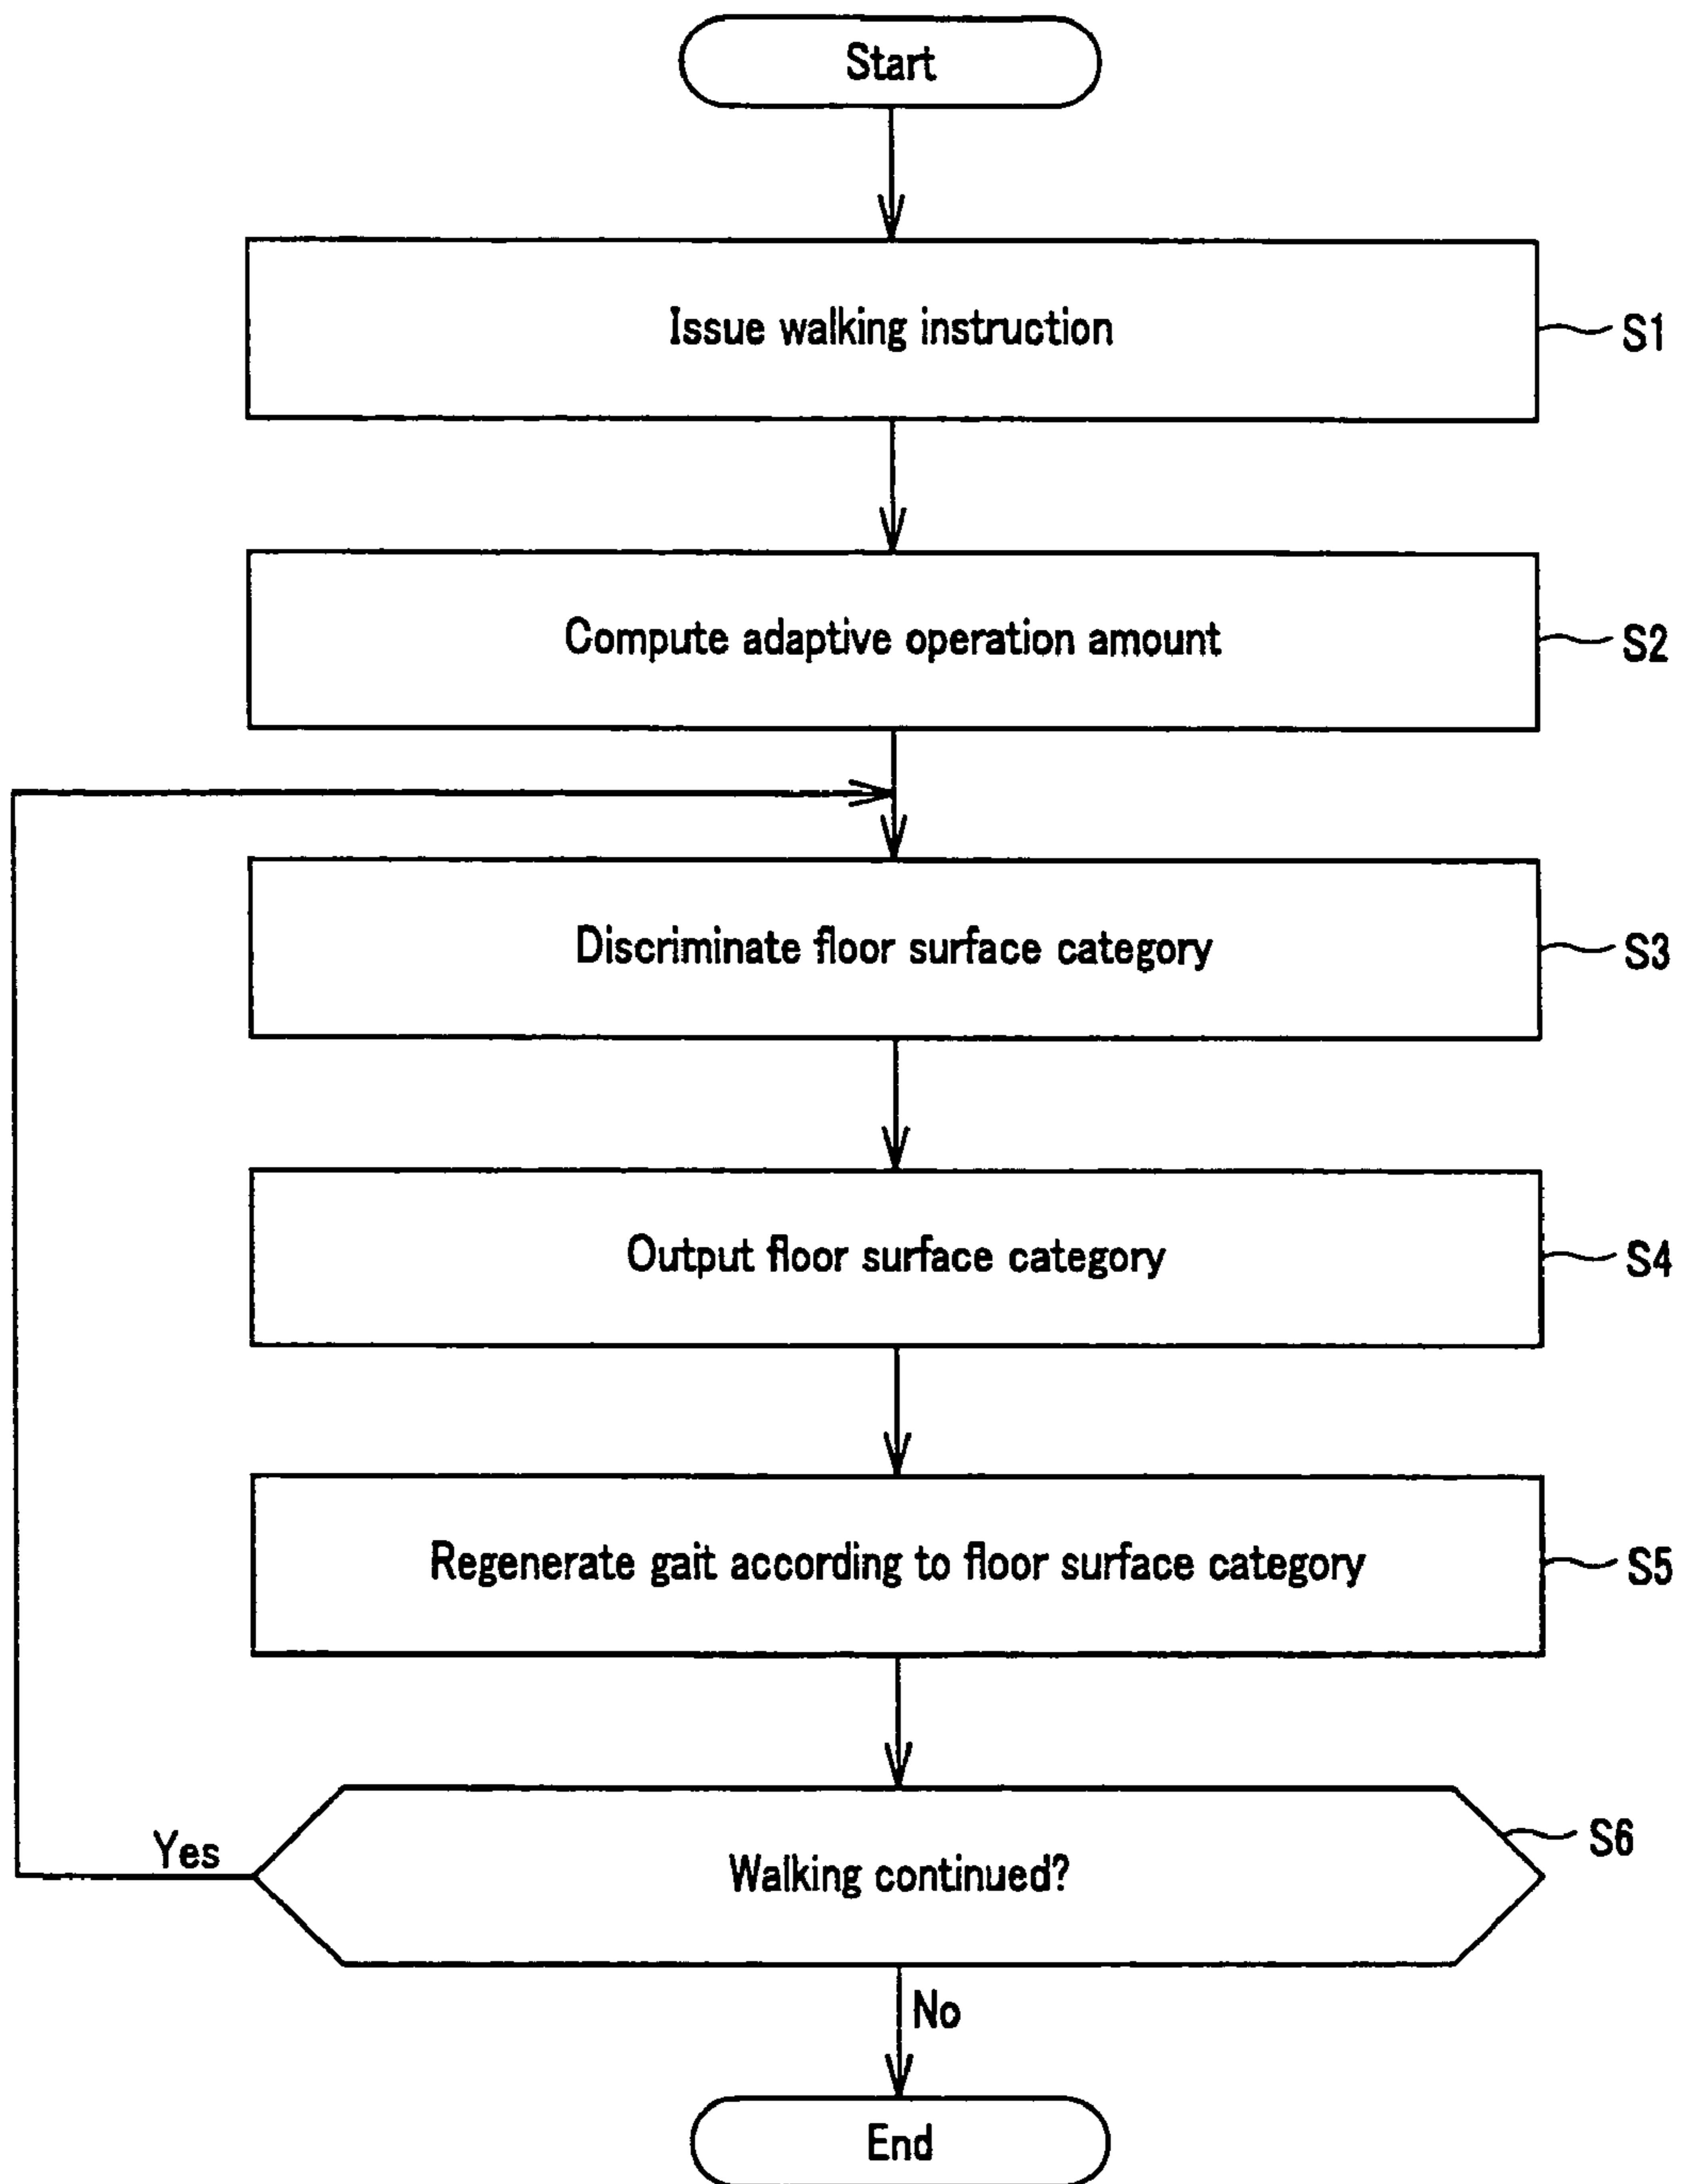 Start
Issue walking instruction
S1
Compute adaptive operation amount
S2
Discriminate floor surface category
S3
Output floor surface category
S4
Regenerate gait according to floor surface category
S5
Walking continued?
S6
Yes
No
End